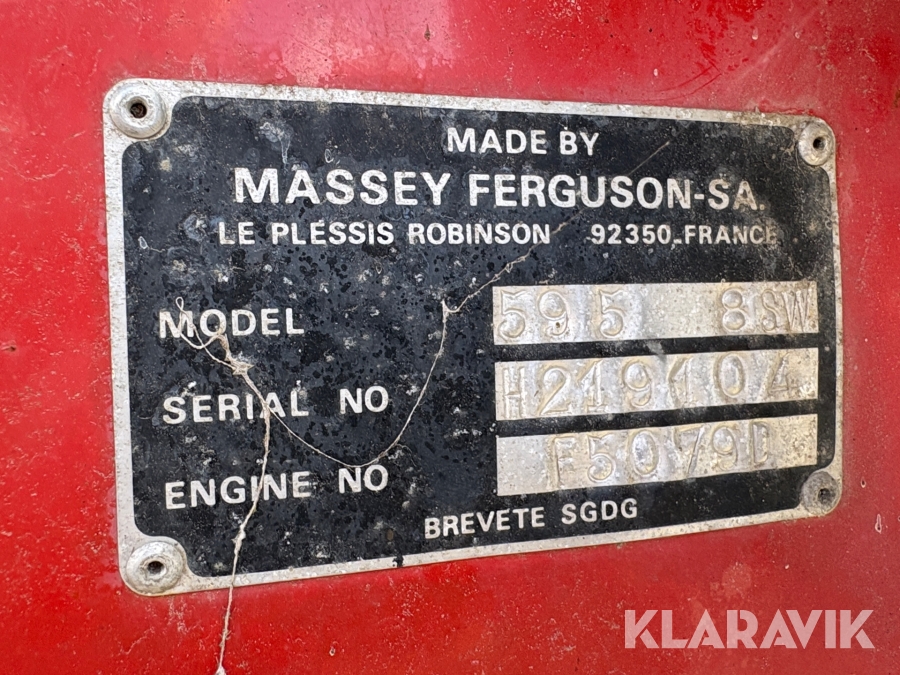 MADE BY
MASSEY FERGUSON-SA.
LE PLESSIS ROBINSON 92350-FRANCE
MODEL 595 8SW
SERIAL NO H219104
ENGINE NO F5079D
BREVETE SGDG
KLARAVIK